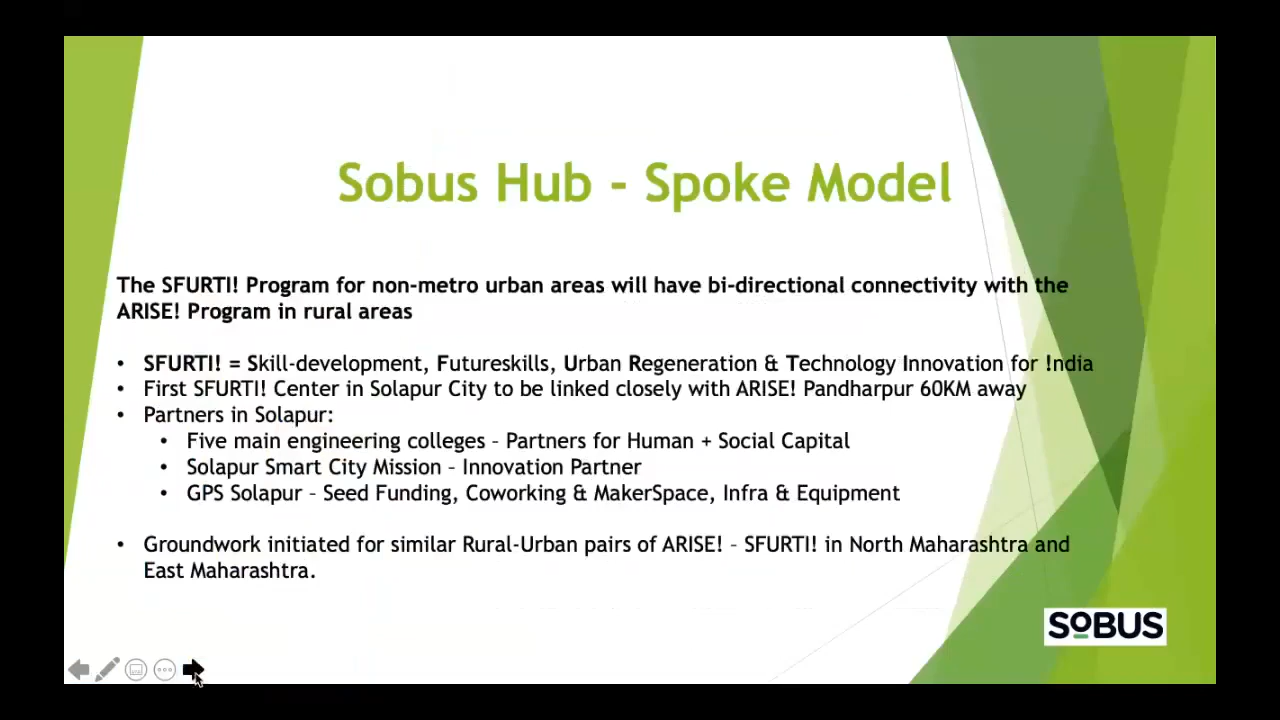 Sobus Hub - Spoke Model
The SFURTI! Program for non-metro urban areas will have bi-directional connectivity with the
ARISE! Program in rural areas
• SFURTI! = Skill-development, Futureskills, Urban Regeneration & Technology Innovation for !ndia
• First SFURTI! Center in Solapur City to be linked closely with ARISE! Pandharpur 60KM away
• Partners in Solapur:
• Five main engineering colleges – Partners for Human + Social Capital
• Solapur Smart City Mission – Innovation Partner
• GPS Solapur – Seed Funding, Coworking & MakerSpace, Infra & Equipment
• Groundwork initiated for similar Rural-Urban pairs of ARISE! – SFURTI! in North Maharashtra and
East Maharashtra.
SOBUS